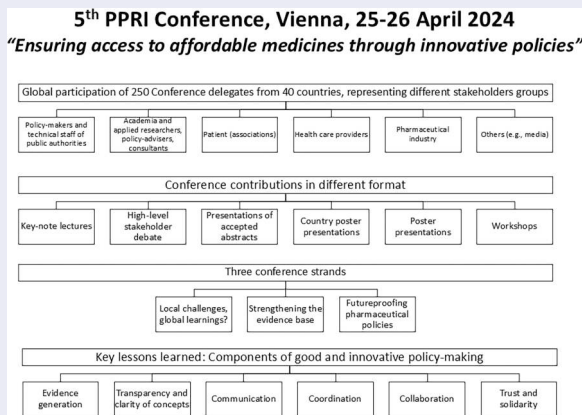 5th PPRI Conference, Vienna, 25-26 April 2024
“Ensuring access to affordable medicines through innovative policies”
Global participation of 250 Conference delegates from 40 countries, representing different stakeholders groups
Policy-makers and
technical staff of
public authorities
Academia and
applied researchers,
policy-advisers,
consultants
Patient (associations)
Health care providers
Pharmaceutical
industry
Others (e.g., media)
Conference contributions in different format
Key-note lectures
High-level
stakeholder
debate
Presentations of
accepted
abstracts
Country poster
presentations
Poster
presentations
Workshops
Three conference strands
Local challenges,
global learnings?
Strengthening the
evidence base
Futureproofing
pharmaceutical
policies
Key lessons learned: Components of good and innovative policy-making
Evidence
generation
Transparency and
clarity of concepts
Communication
Coordination
Collaboration
Trust and
solidarity